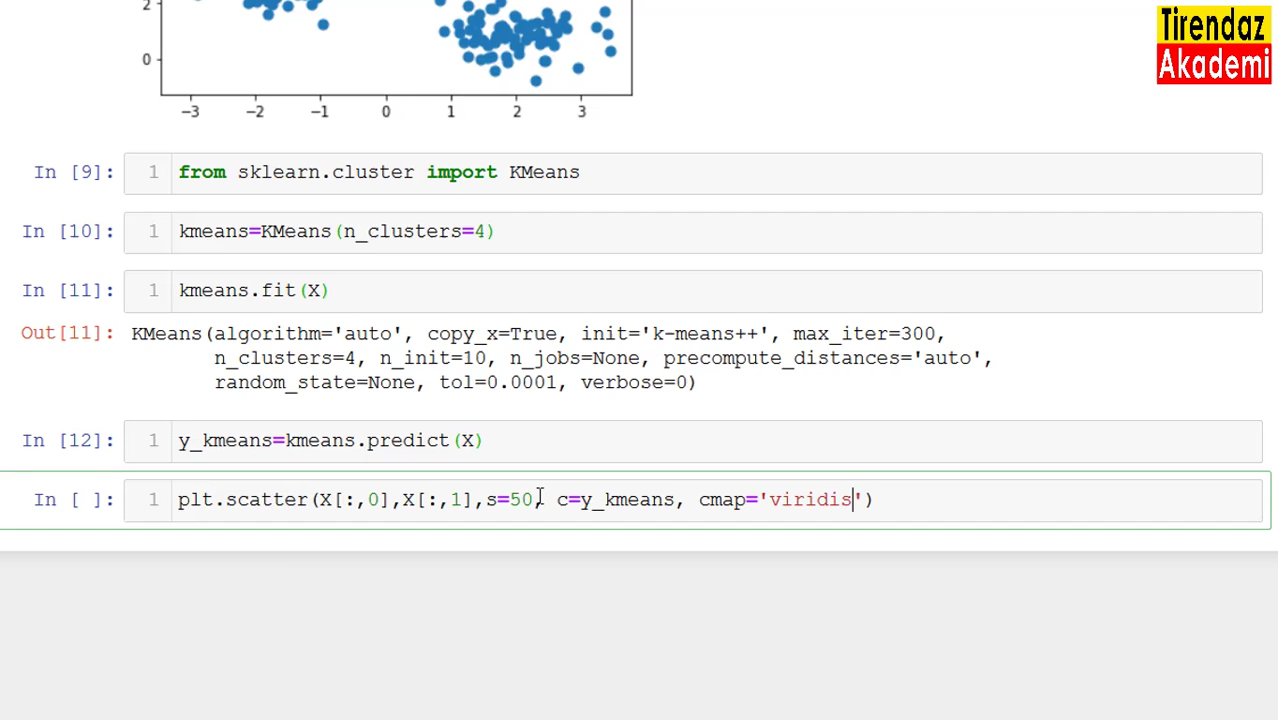 Tirendaz
Akademi
2
0
−3 −2 −1 0 1 2 3
In [9]: 1 from sklearn.cluster import KMeans
In [10]: 1 kmeans=KMeans(n_clusters=4)
In [11]: 1 kmeans.fit(X)
Out[11]: KMeans(algorithm='auto', copy_x=True, init='k-means++', max_iter=300,
n_clusters=4, n_init=10, n_jobs=None, precompute_distances='auto',
random_state=None, tol=0.0001, verbose=0)
In [12]: 1 y_kmeans=kmeans.predict(X)
In [ ]: 1 plt.scatter(X[:,0],X[:,1],s=50, c=y_kmeans, cmap='viridis')